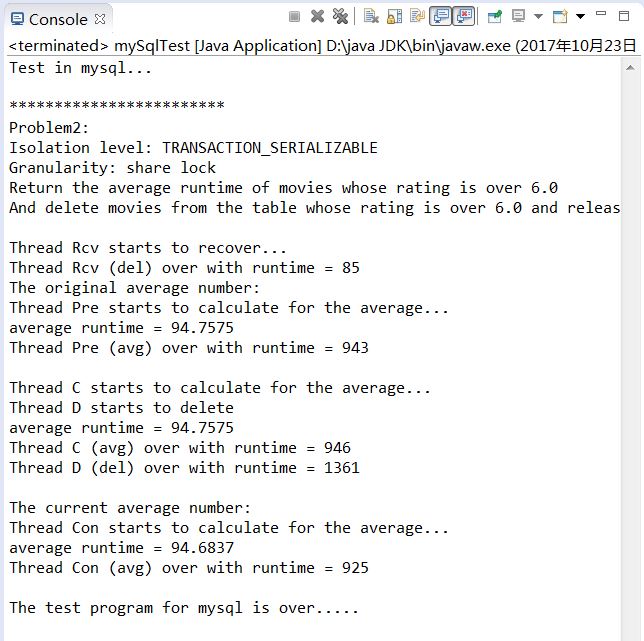 Console
<terminated> mySqlTest [Java Application] D:\java JDK\bin\javaw.exe (2017年10月23日
Test in mysql...
************************
Problem2:
Isolation level: TRANSACTION_SERIALIZABLE
Granularity: share lock
Return the average runtime of movies whose rating is over 6.0
And delete movies from the table whose rating is over 6.0 and releas
Thread Rcv starts to recover...
Thread Rcv (del) over with runtime = 85
The original average number:
Thread Pre starts to calculate for the average...
average runtime = 94.7575
Thread Pre (avg) over with runtime = 943
Thread C starts to calculate for the average...
Thread D starts to delete
average runtime = 94.7575
Thread C (avg) over with runtime = 946
Thread D (del) over with runtime = 1361
The current average number:
Thread Con starts to calculate for the average...
average runtime = 94.6837
Thread Con (avg) over with runtime = 925
The test program for mysql is over.....